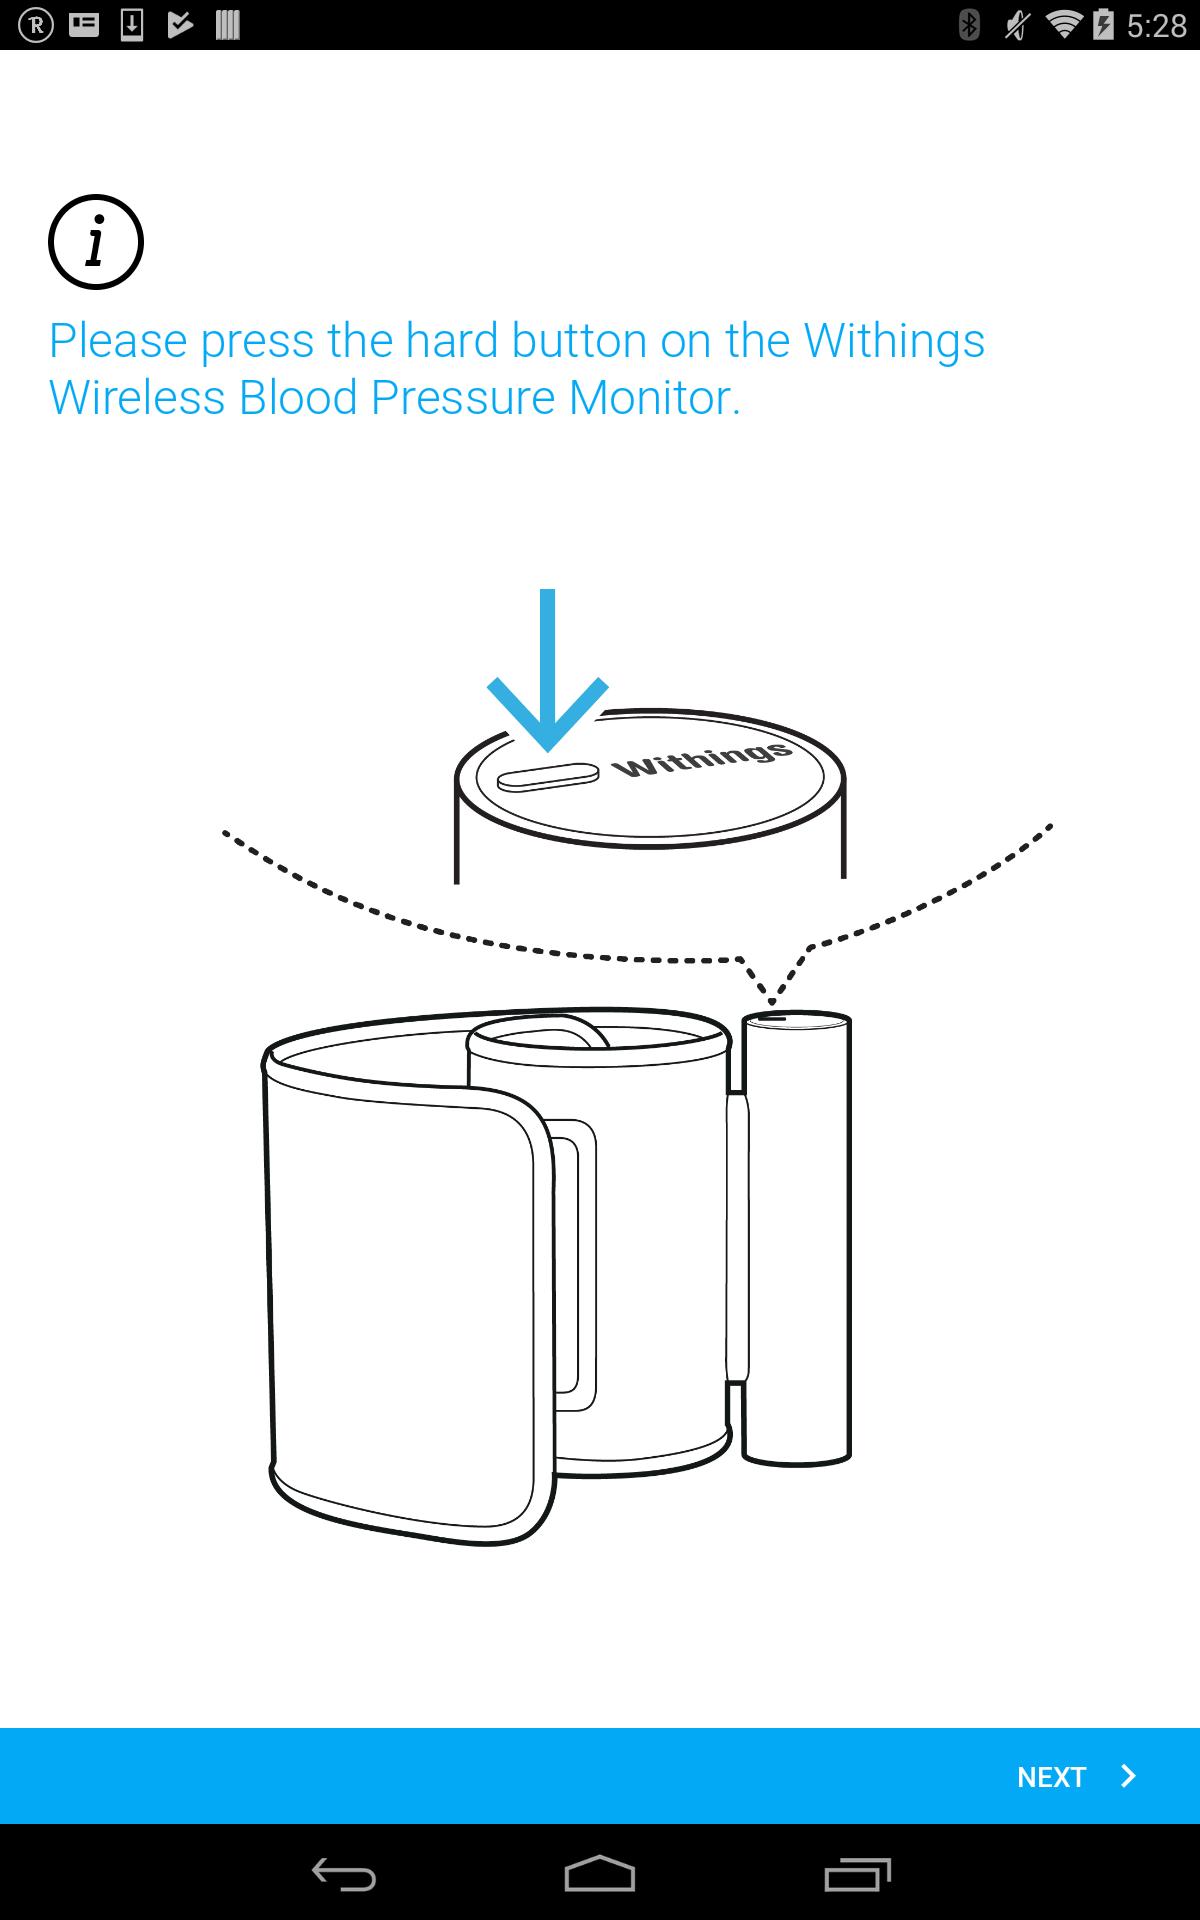 5:28
i
Please press the hard button on the Withings
Wireless Blood Pressure Monitor.
Withings
NEXT